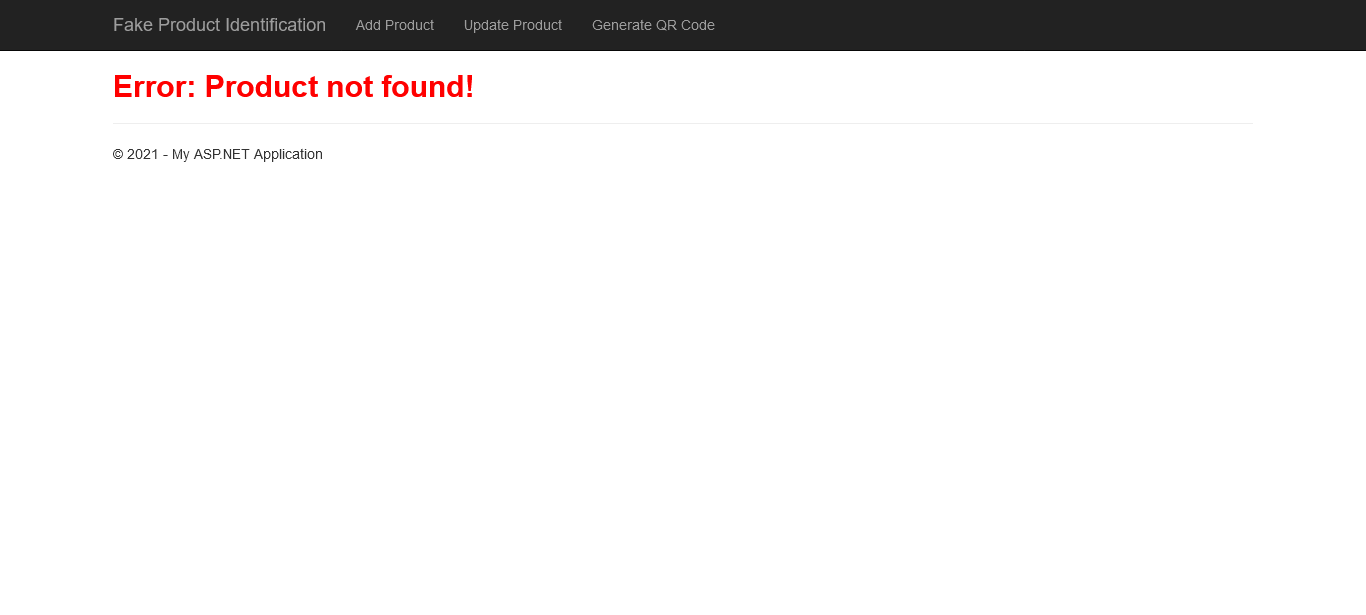 Fake Product Identification Add Product Update Product Generate QR Code
Error: Product not found!
© 2021 - My ASP.NET Application